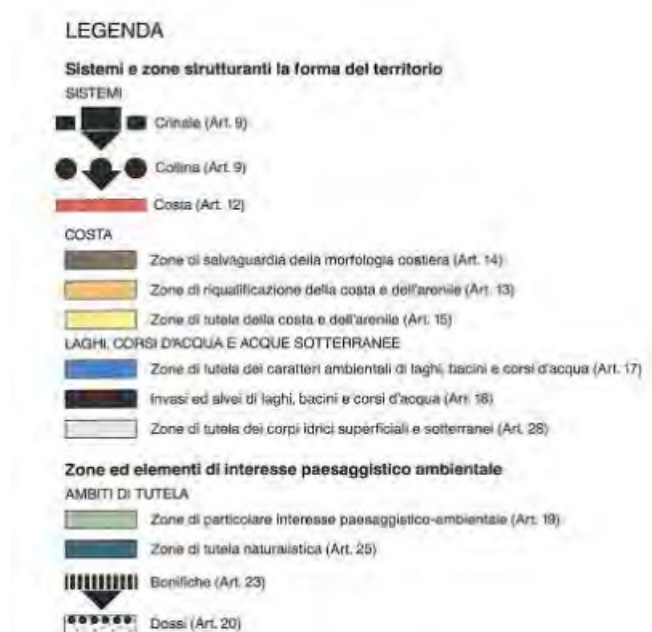 LEGENDA
Sistemi e zone strutturanti la forma del territorio
SISTEMI
Crinale (Art. 9)
Collina (Art. 9)
Costa (Art. 12)
COSTA
Zone di salvaguardia della morfologia costiera (Art. 14)
Zone di riqualificazione della costa e dell'arenile (Art. 13)
Zone di tutela della costa e dell'arenile (Art. 15)
LAGHI, CORSI D'ACQUA E ACQUE SOTTERRANEE
Zone di tutela dei caratteri ambientali di laghi, bacini e corsi d'acqua (Art. 17)
Invasi ed alvei di laghi, bacini e corsi d'acqua (Art. 18)
Zone di tutela dei corpi idrici superficiali e sotterranei (Art. 28)
Zone ed elementi di interesse paesaggistico ambientale
AMBITI DI TUTELA
Zone di particolare interesse paesaggistico-ambientale (Art. 19)
Zone di tutela naturalistica (Art. 25)
Bonifiche (Art. 23)
Dossi (Art. 20)